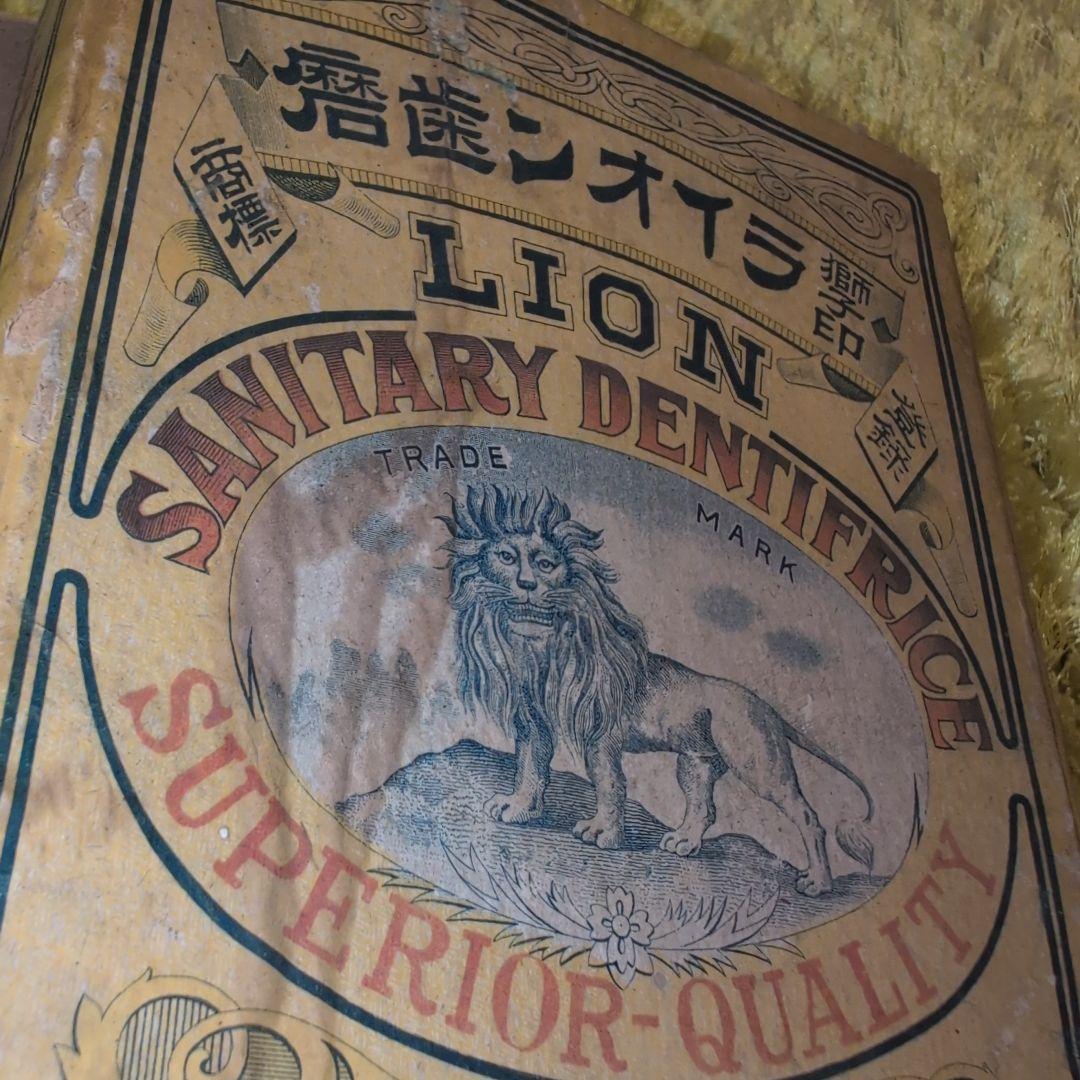 獅子印
ライオン歯磨
登録
商標
LION
SANITARY DENTIFRICE
TRADE MARK
SUPERIOR-QUALITY